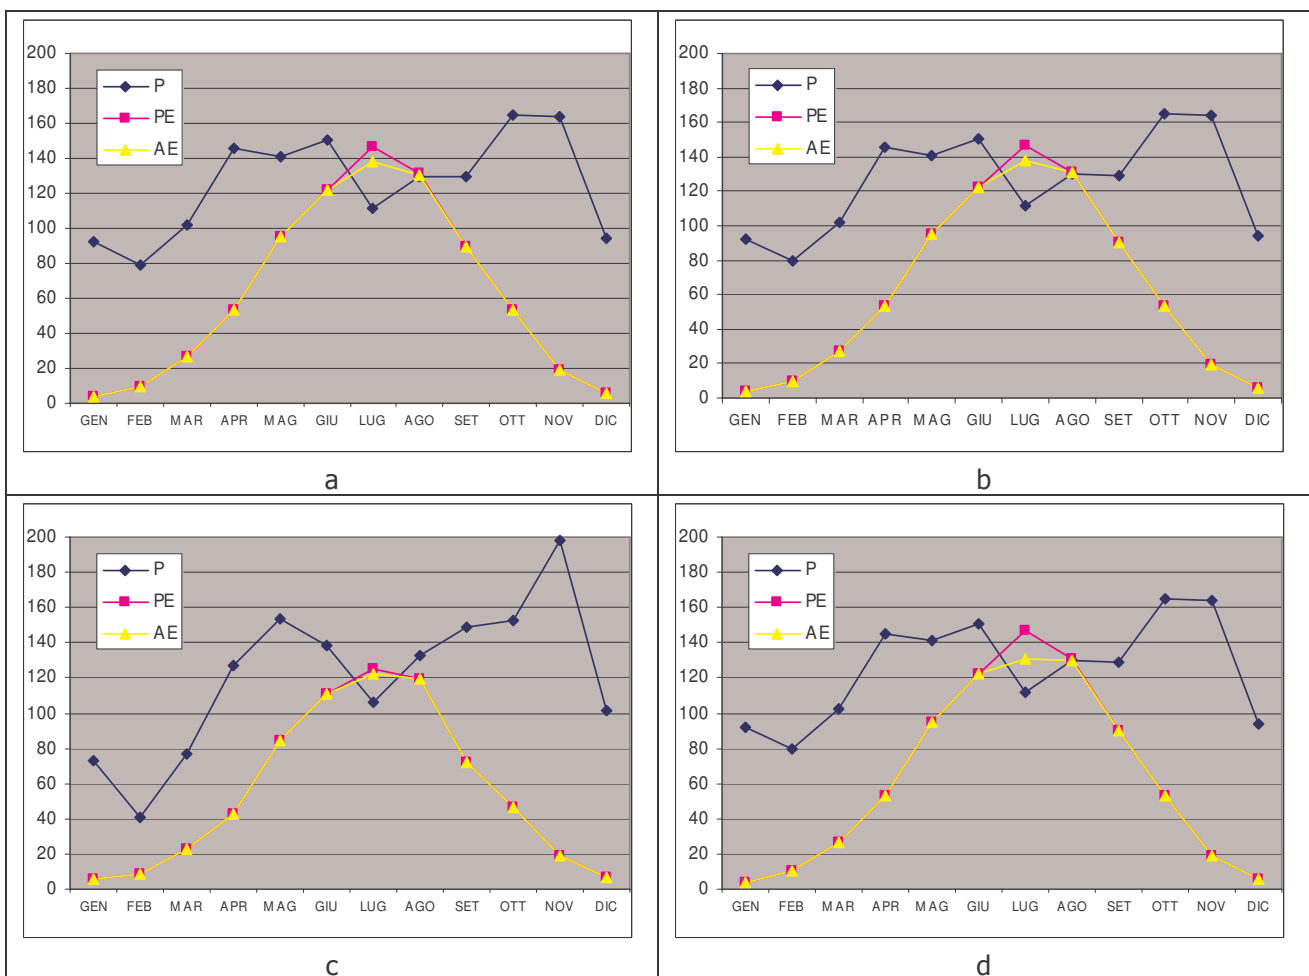 200
180
160
140
120
100
80
60
40
20
0
P
PE
AE
GEN FEB MAR APR MAG GIU LUG AGO SET OTT NOV DIC
a
200
180
160
140
120
100
80
60
40
20
0
P
PE
AE
GEN FEB MAR APR MAG GIU LUG AGO SET OTT NOV DIC
b
200
180
160
140
120
100
80
60
40
20
0
P
PE
AE
GEN FEB MAR APR MAG GIU LUG AGO SET OTT NOV DIC
c
200
180
160
140
120
100
80
60
40
20
0
P
PE
AE
GEN FEB MAR APR MAG GIU LUG AGO SET OTT NOV DIC
d